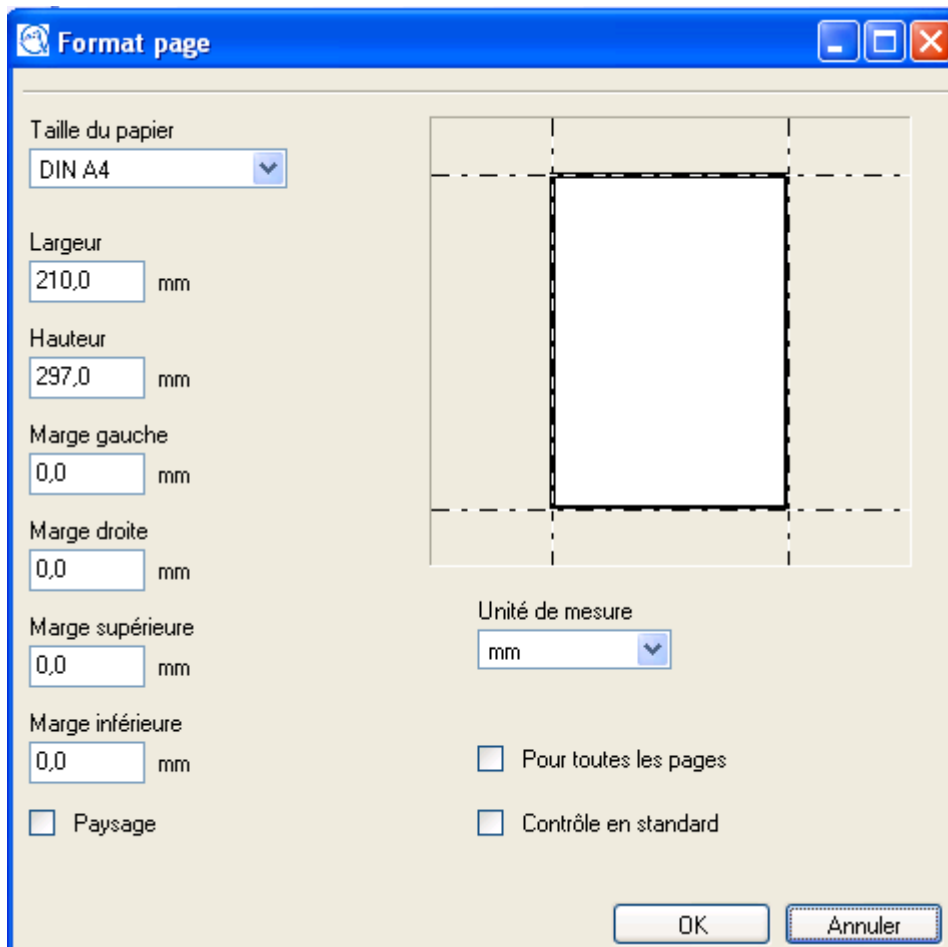 Format page
Taille du papier
DIN A4
Largeur
210,0 mm
Hauteur
297,0 mm
Marge gauche
0,0 mm
Marge droite
0,0 mm
Marge supérieure
0,0 mm
Marge inférieure
0,0 mm
Paysage
Unité de mesure
mm
Pour toutes les pages
Contrôle en standard
OK Annuler